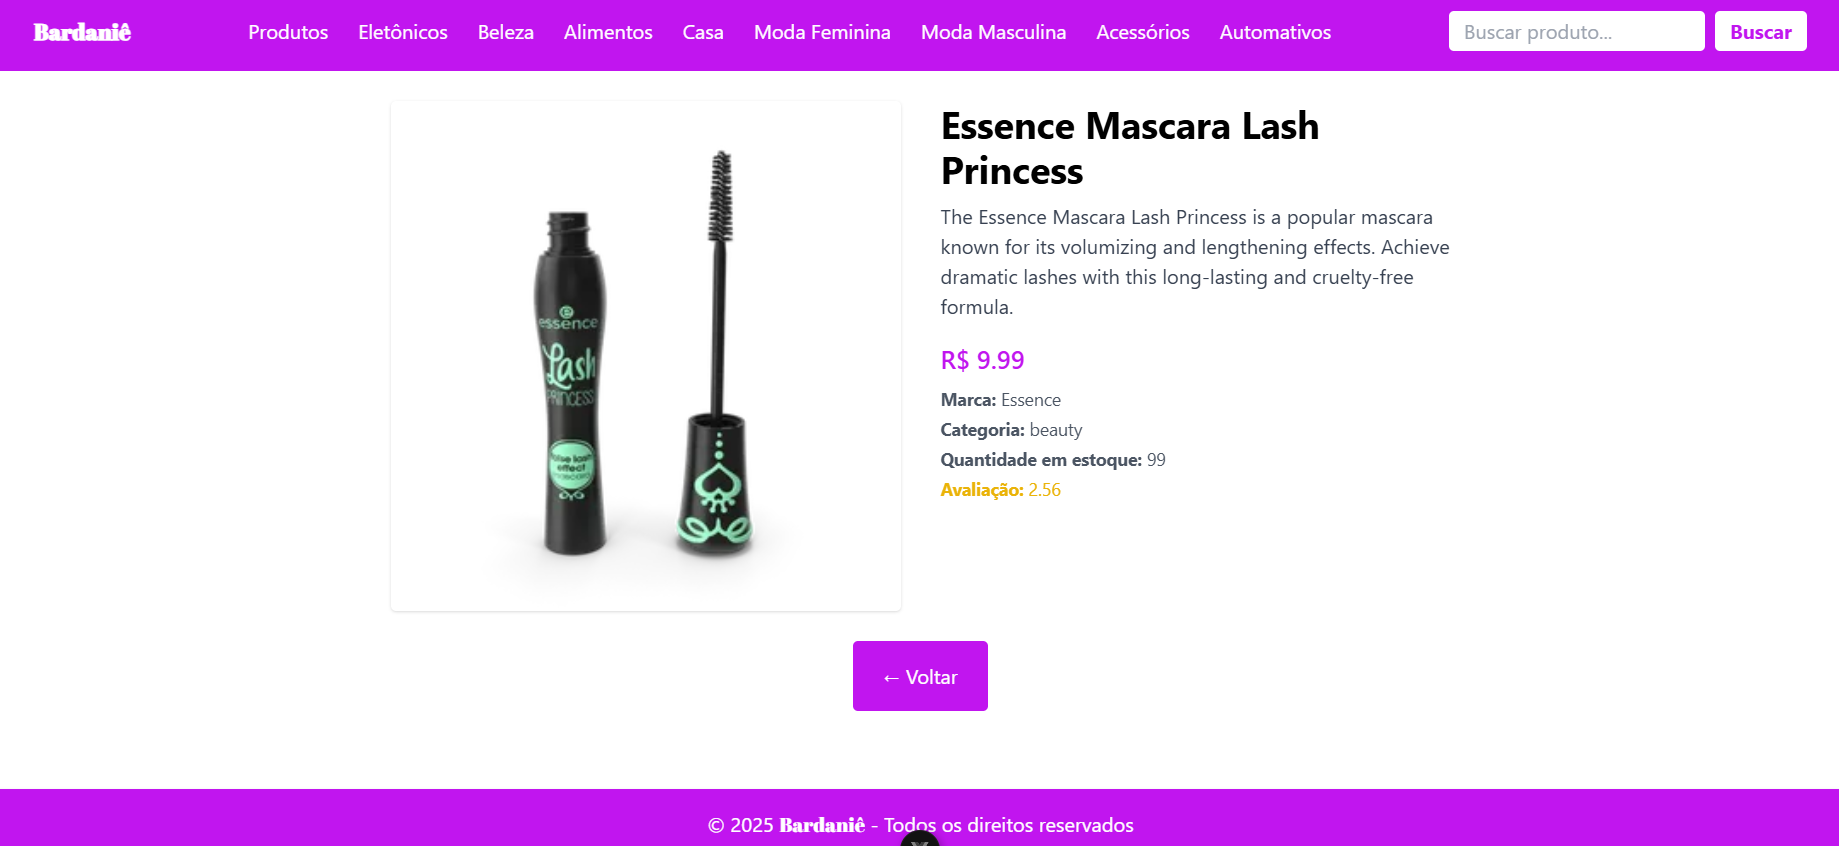 Bardaniê
Produtos Eletônicos Beleza Alimentos Casa Moda Feminina Moda Masculina Acessórios Automativos
Buscar produto... Buscar
essence
Lash
PRINCESS
false lash
effect
mascara
Essence Mascara Lash
Princess
The Essence Mascara Lash Princess is a popular mascara
known for its volumizing and lengthening effects. Achieve
dramatic lashes with this long-lasting and cruelty-free
formula.
R$ 9.99
Marca: Essence
Categoria: beauty
Quantidade em estoque: 99
Avaliação: 2.56
← Voltar
© 2025 Bardaniê - Todos os direitos reservados